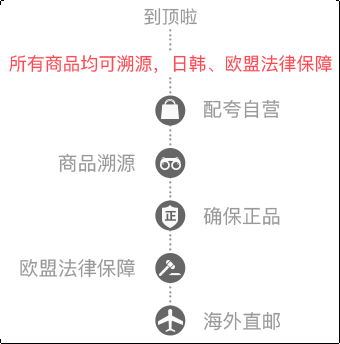 到顶啦
所有商品均可溯源，日韩、欧盟法律保障
配夸自营
商品溯源
正
确保正品
欧盟法律保障
海外直邮